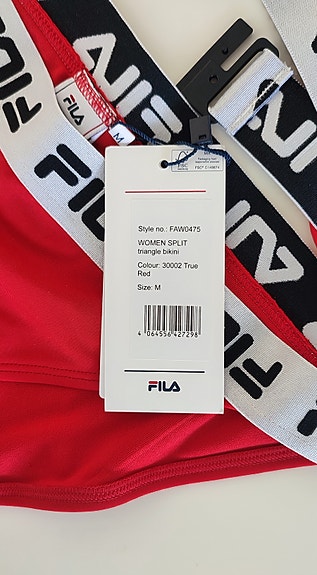 FILA
FILA
M
FILA
FSC
Style no.: FAW0475
WOMEN SPLIT
triangle bikini
Colour: 30002 True
Red
Size: M
4 064556 427298
FILA